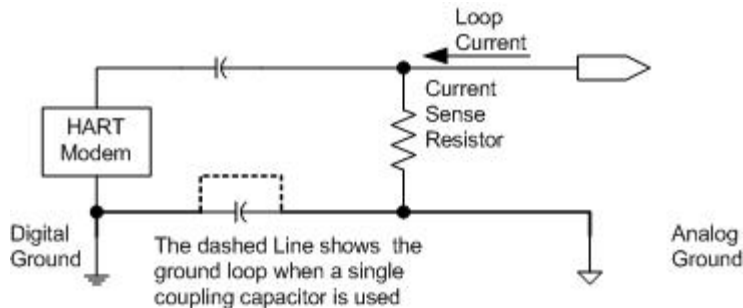 Loop
Current
Current
Sense
Resistor
HART
Modem
Digital
Ground
The dashed Line shows the
ground loop when a single
coupling capacitor is used
Analog
Ground